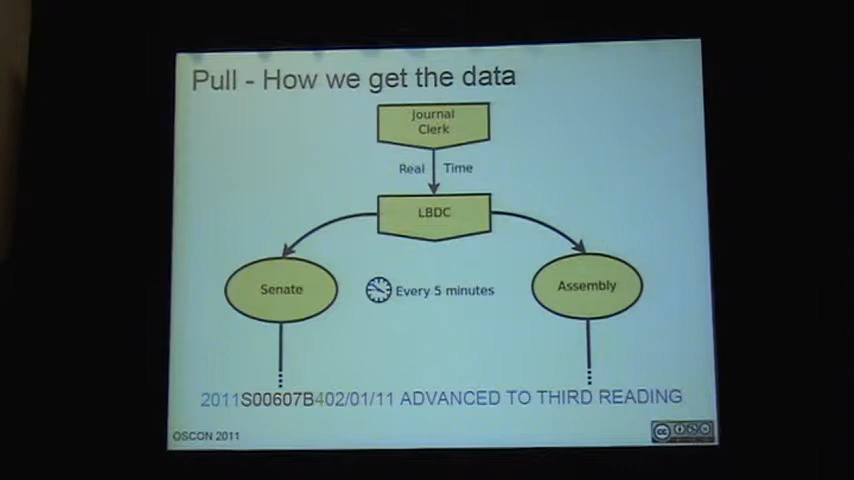 Pull - How we get the data
Journal
Clerk
Real Time
LBDC
Senate
Every 5 minutes
Assembly
2011S00607B402/01/11 ADVANCED TO THIRD READING
OSCON 2011
cc